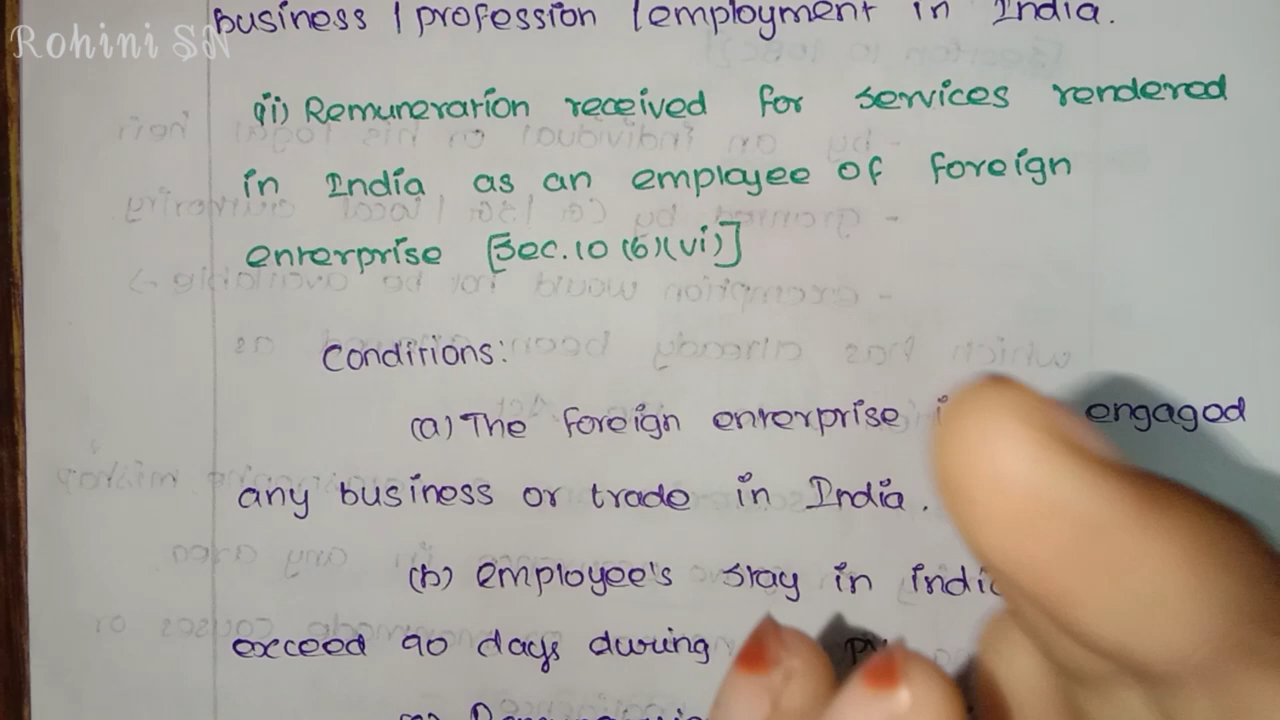 Rohini SN
Business / profession / employment in India.
(ii) Remuneration received for services rendered
in India as an employee of foreign
enterprise [Sec.10 (6)(vi)]
Conditions:
(a) The foreign enterprise engaged
any business or trade in India.
(b) employee's stay in
exceed 90 days during